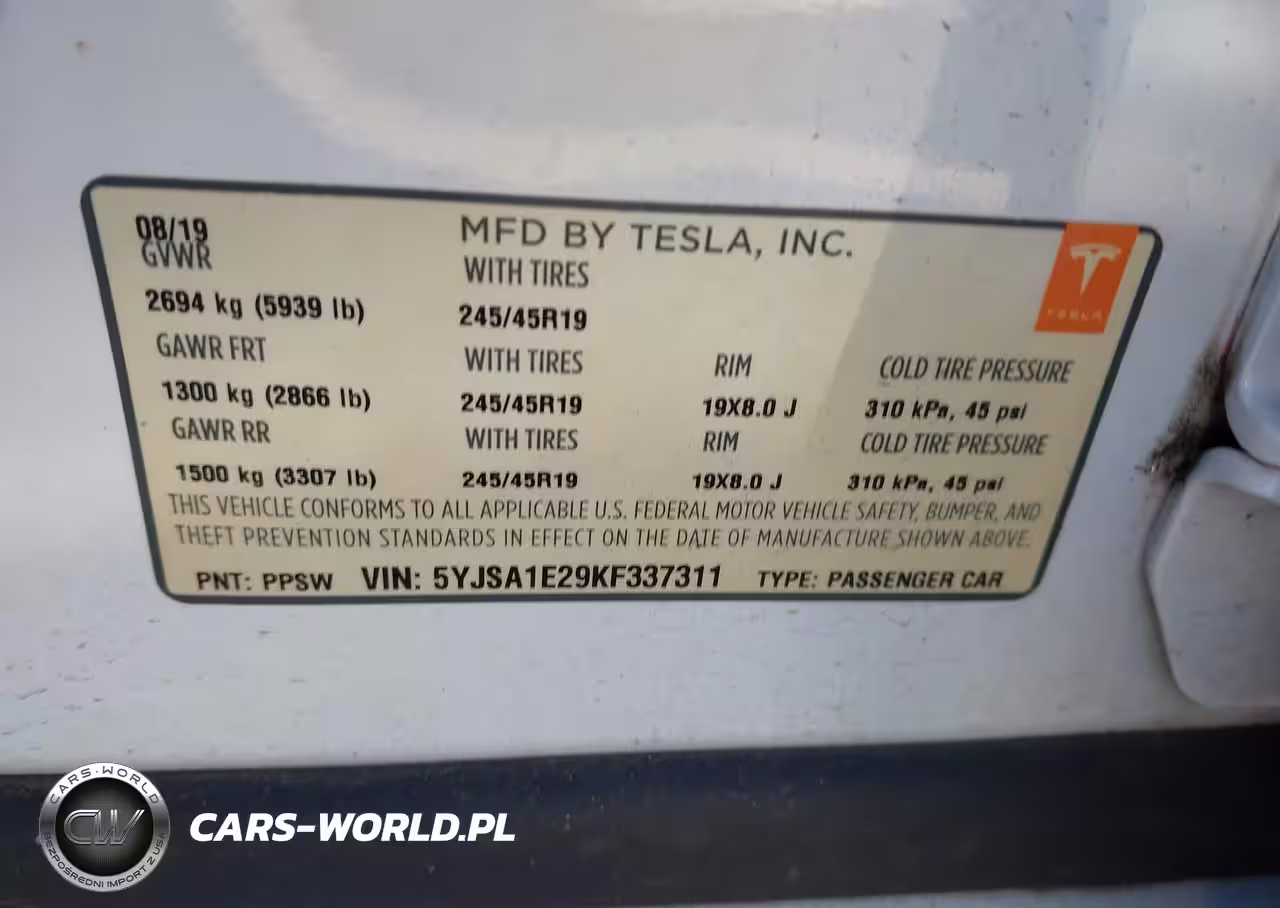 08/19 MFD BY TESLA, INC.
GVWR WITH TIRES
2694 kg (5939 lb) 245/45R19
TESLA
GAWR FRT WITH TIRES RIM COLD TIRE PRESSURE
1300 kg (2866 lb) 245/45R19 19X8.0 J 310 kPa, 45 psi
GAWR RR WITH TIRES RIM COLD TIRE PRESSURE
1500 kg (3307 lb) 245/45R19 19X8.0 J 310 kPa, 45 psi
THIS VEHICLE CONFORMS TO ALL APPLICABLE U.S. FEDERAL MOTOR VEHICLE SAFETY, BUMPER, AND
THEFT PREVENTION STANDARDS IN EFFECT ON THE DATE OF MANUFACTURE SHOWN ABOVE.
PNT: PPSW VIN: 5YJSA1E29KF337311 TYPE: PASSENGER CAR
CARS-WORLD
CW
BEZPOŚREDNI IMPORT Z USA
CARS-WORLD.PL